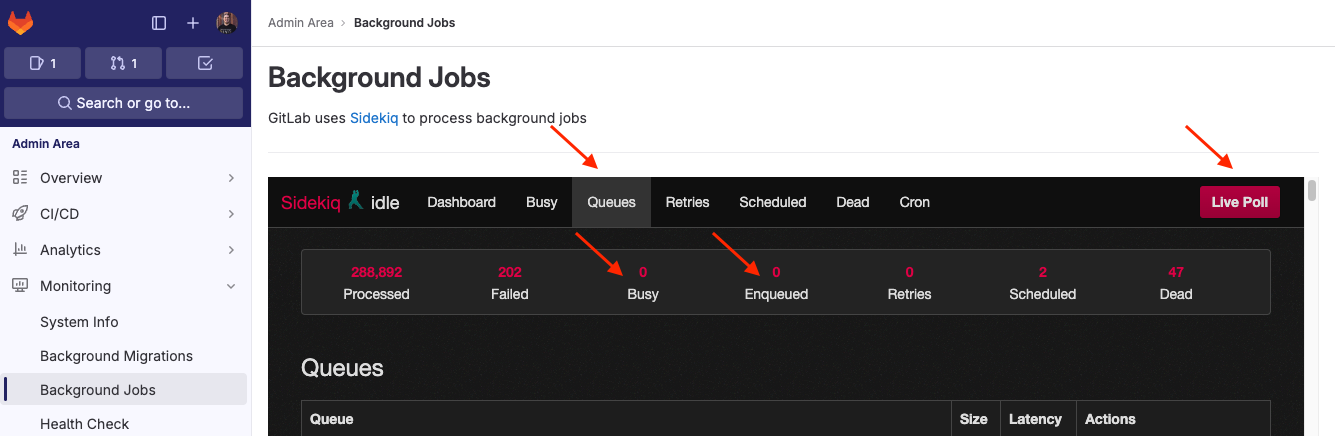 1
1
Search or go to...
Admin Area
Overview
CI/CD
Analytics
Monitoring
System Info
Background Migrations
Background Jobs
Health Check
Admin Area › Background Jobs
Background Jobs
GitLab uses Sidekiq to process background jobs
Sidekiq idle Dashboard Busy Queues Retries Scheduled Dead Cron Live Poll
288,892 202 0 0 0 2 47
Processed Failed Busy Enqueued Retries Scheduled Dead
Queues
Queue Size Latency Actions